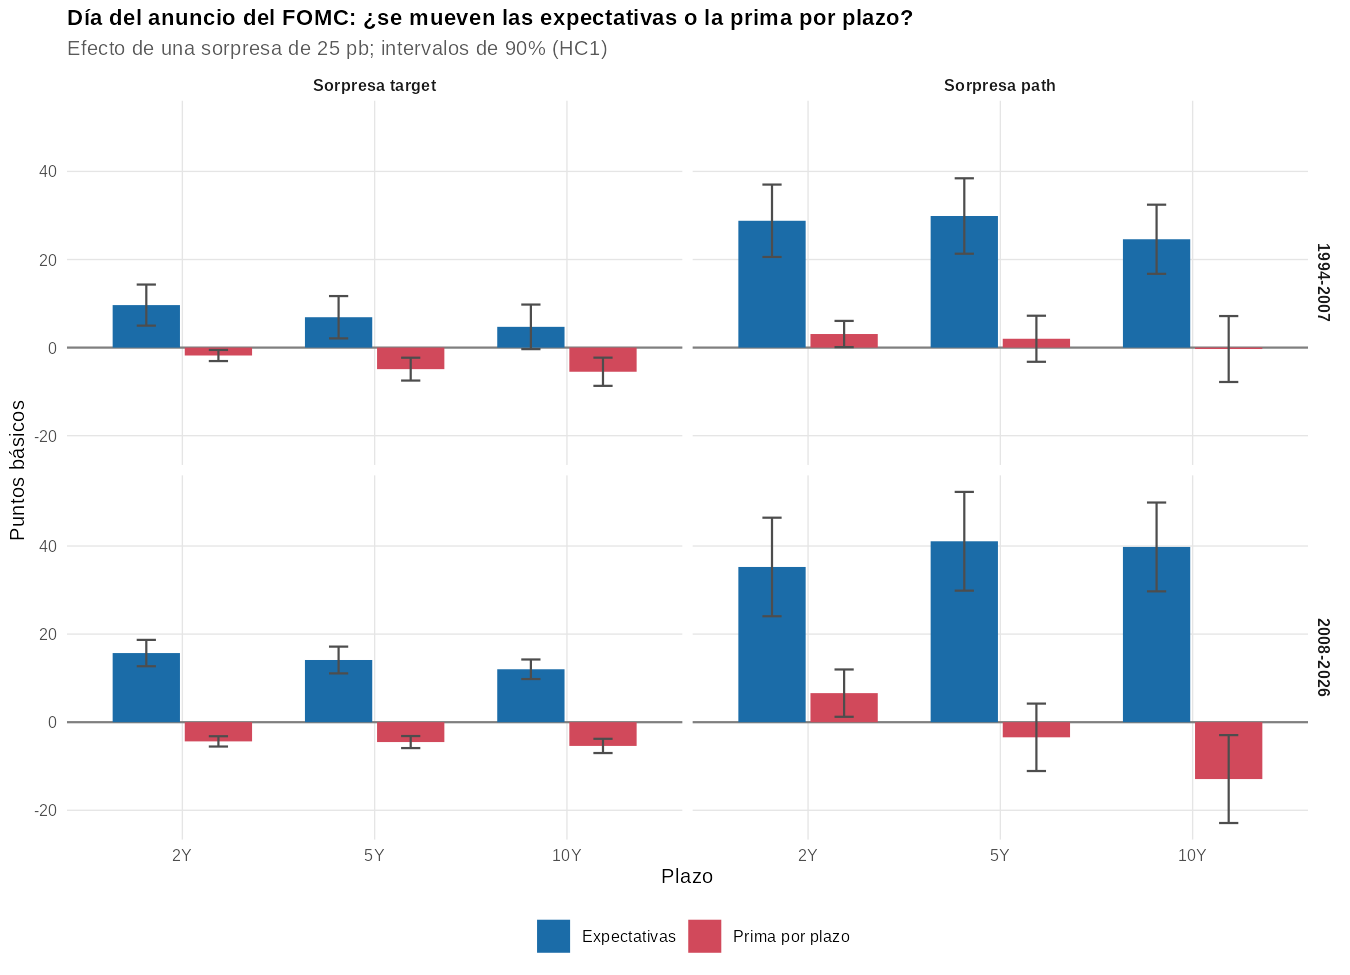 Día del anuncio del FOMC: ¿se mueven las expectativas o la prima por plazo?
Efecto de una sorpresa de 25 pb; intervalos de 90% (HC1)
Sorpresa target
Sorpresa path
40
20
0
-20
1994-2007
Puntos básicos
40
20
0
-20
2008-2026
2Y
5Y
10Y
2Y
5Y
10Y
Plazo
Expectativas
Prima por plazo